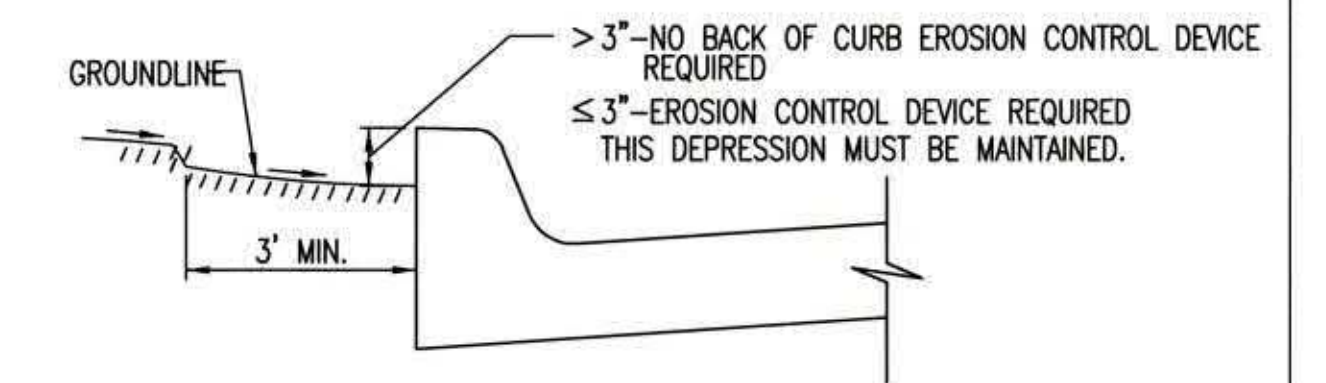 > 3"-NO BACK OF CURB EROSION CONTROL DEVICE
REQUIRED
GROUNDLINE
≤ 3"-EROSION CONTROL DEVICE REQUIRED
THIS DEPRESSION MUST BE MAINTAINED.
3' MIN.